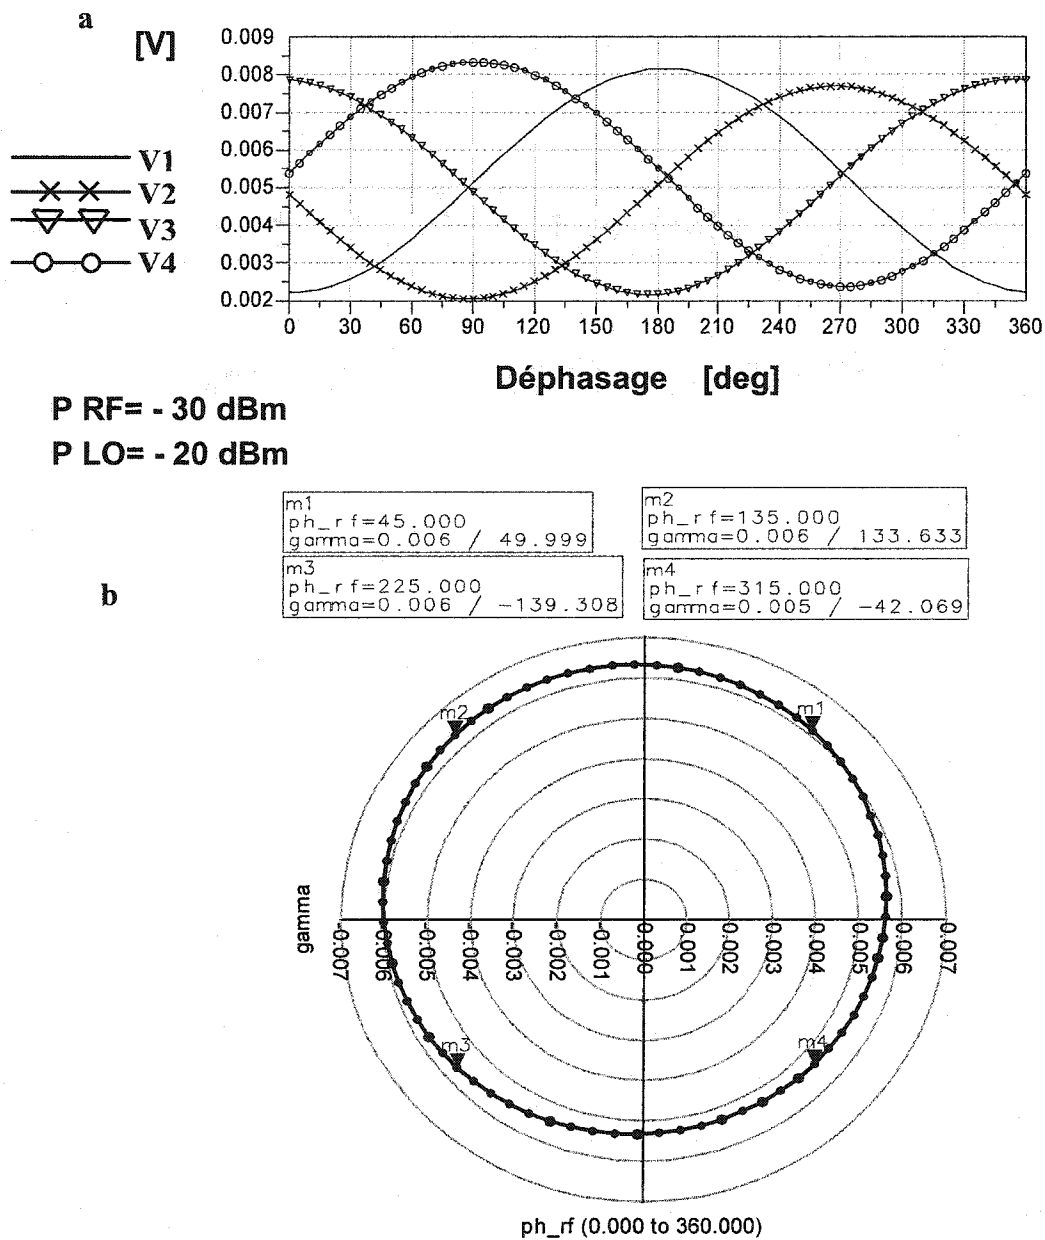 a
[V]
0.009
0.008
0.007
0.006
0.005
0.004
0.003
0.002
V1
V2
V3
V4
0 30 60 90 120 150 180 210 240 270 300 330 360
Déphasage [deg]
P RF= - 30 dBm
P LO= - 20 dBm
m1
ph_rf=45.000
gamma=0.006 / 49.999
m2
ph_rf=135.000
gamma=0.006 / 133.633
m3
ph_rf=225.000
gamma=0.006 / -139.308
m4
ph_rf=315.000
gamma=0.005 / -42.069
b
m2
m1
gamma
0.007 0.006 0.005 0.004 0.003 0.002 0.001 0.000 0.001 0.002 0.003 0.004 0.005 0.006 0.007
m3
m4
ph_rf (0.000 to 360.000)